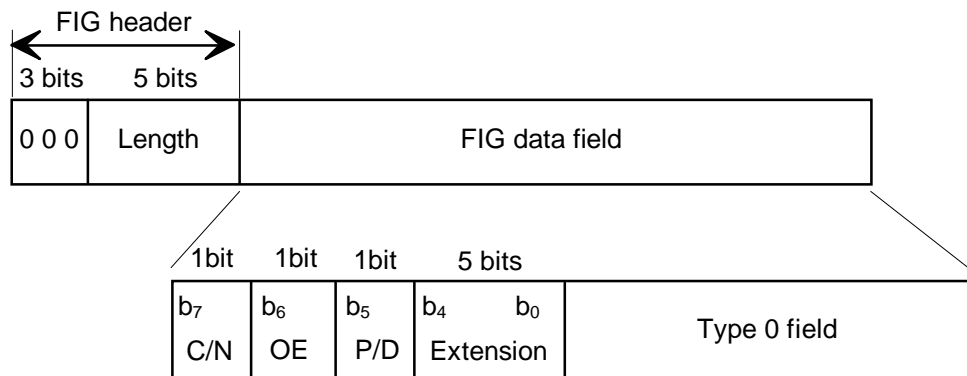 FIG header
3 bits 5 bits
0 0 0 Length FIG data field
1bit 1bit 1bit 5 bits
b7 b6 b5 b4 b0
C/N OE P/D Extension Type 0 field